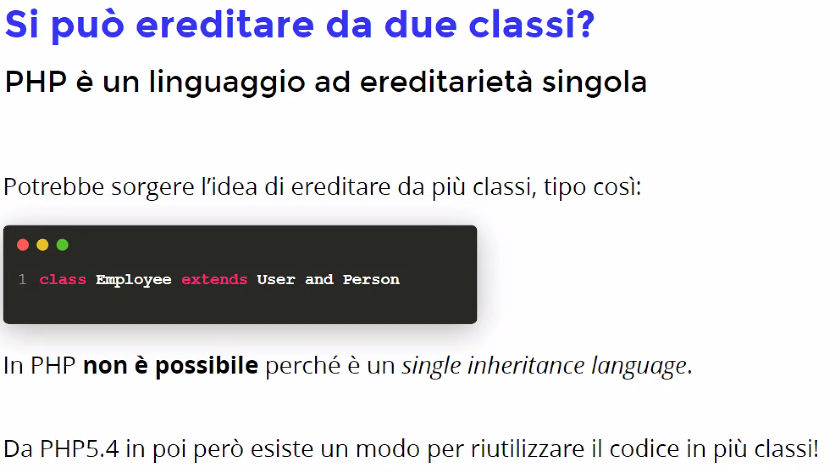 Si può ereditare da due classi?
PHP è un linguaggio ad ereditarietà singola
Potrebbe sorgere l’idea di ereditare da più classi, tipo così:
1 class Employee extends User and Person
In PHP non è possibile perché è un single inheritance language.
Da PHP5.4 in poi però esiste un modo per riutilizzare il codice in più classi!